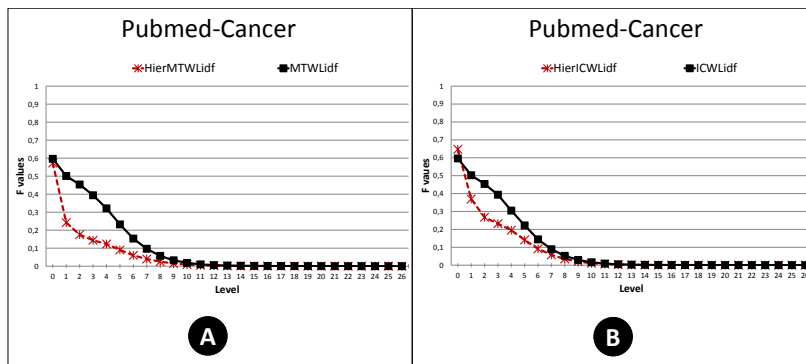 Pubmed-Cancer
HierMTWLidf MTWLidf
1
0,9
0,8
0,7
0,6
0,5
0,4
0,3
0,2
0,1
0
F values
0 1 2 3 4 5 6 7 8 9 10 11 12 13 14 15 16 17 18 19 20 21 22 23 24 25 26
Level
A
Pubmed-Cancer
HierICWLidf ICWLidf
1
0,9
0,8
0,7
0,6
0,5
0,4
0,3
0,2
0,1
0
F values
0 1 2 3 4 5 6 7 8 9 10 11 12 13 14 15 16 17 18 19 20 21 22 23 24 25 26
Level
B